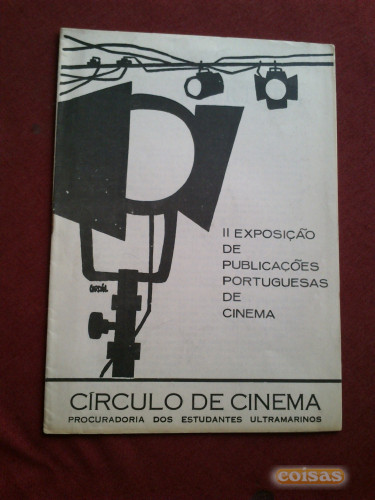 II EXPOSIÇÃO
DE
PUBLICAÇÕES
PORTUGUESAS
DE
CINEMA
CÍRCULO DE CINEMA
PROCURADORIA DOS ESTUDANTES ULTRAMARINOS
coisas